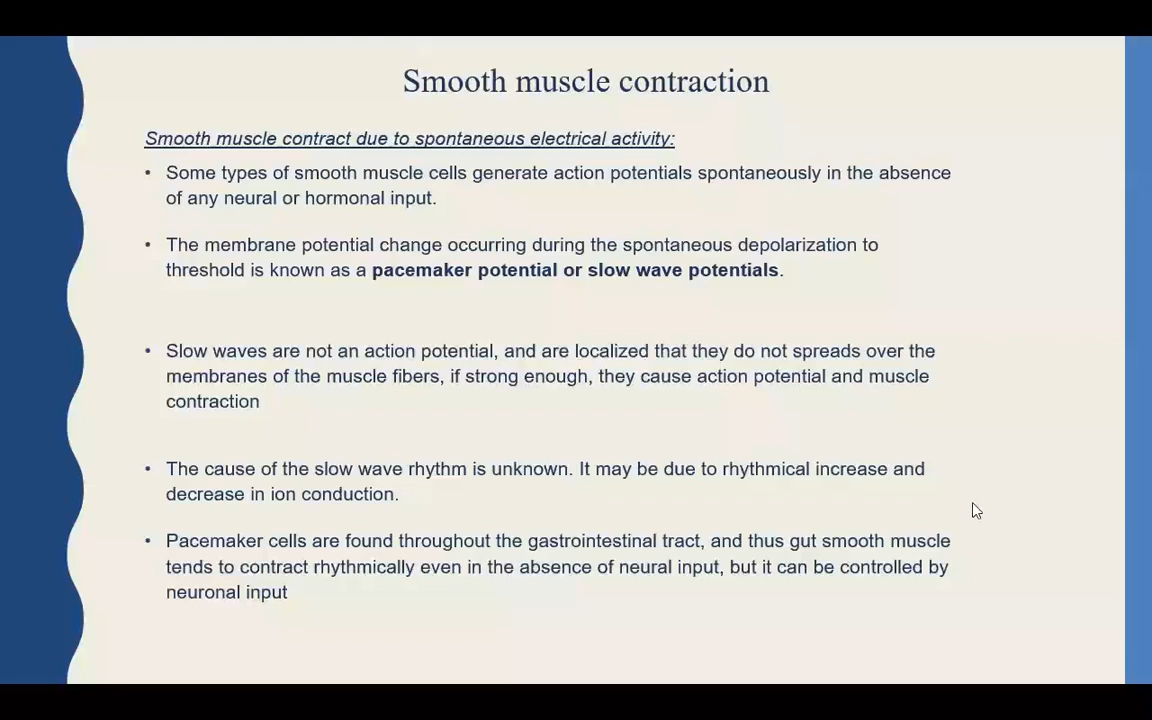 Smooth muscle contraction
Smooth muscle contract due to spontaneous electrical activity:
• Some types of smooth muscle cells generate action potentials spontaneously in the absence
of any neural or hormonal input.
• The membrane potential change occurring during the spontaneous depolarization to
threshold is known as a pacemaker potential or slow wave potentials.
• Slow waves are not an action potential, and are localized that they do not spreads over the
membranes of the muscle fibers, if strong enough, they cause action potential and muscle
contraction
• The cause of the slow wave rhythm is unknown. It may be due to rhythmical increase and
decrease in ion conduction.
• Pacemaker cells are found throughout the gastrointestinal tract, and thus gut smooth muscle
tends to contract rhythmically even in the absence of neural input, but it can be controlled by
neuronal input